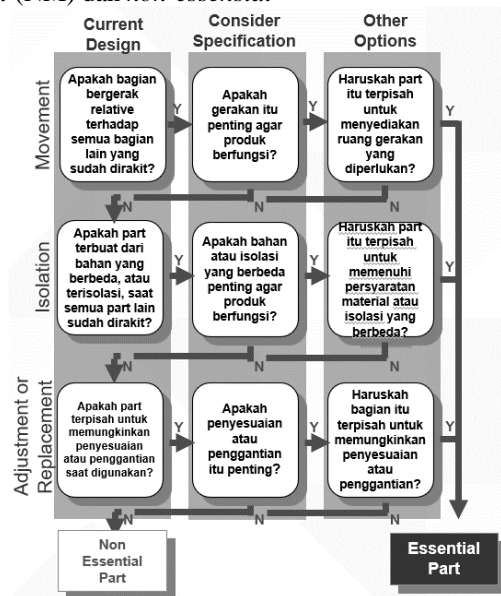 (NM) dan non-essensial
Current
Design
Consider
Specification
Other
Options
Movement
Apakah bagian
bergerak
relative
terhadap
semua bagian
lain yang
sudah dirakit?
Y
Apakah
gerakan itu
penting agar
produk
berfungsi?
Y
Haruskah part
itu terpisah
untuk
menyediakan
ruang gerakan
yang
diperlukan?
Y
N
N
N
Isolation
Apakah part
terbuat dari
bahan yang
berbeda, atau
terisolasi, saat
semua part lain
sudah dirakit?
Y
Apakah bahan
atau isolasi
yang berbeda
penting agar
produk
berfungsi?
Y
Haruskah part
itu terpisah
untuk
memenuhi
persyaratan
material atau
isolasi yang
berbeda?
Y
N
N
N
Adjustment or
Replacement
Apakah part
terpisah untuk
memungkinkan
penyesuaian
atau penggantian
saat digunakan?
Y
Apakah
penyesuaian
atau
penggantian
itu penting?
Y
Haruskah
bagian itu
terpisah untuk
memungkinkan
penyesuaian
atau
penggantian?
Y
N
N
N
Non
Essential
Part
Essential
Part